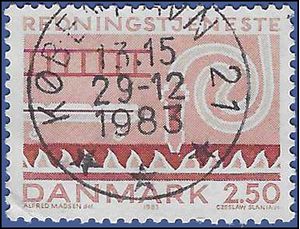 REDNINGSTJENESTE
KØBENHAVN 21
13.15
29-12
1983
DANMARK 2.50
ALFRED MADSEN del. 1983 CZESLAW SLANIA sc.